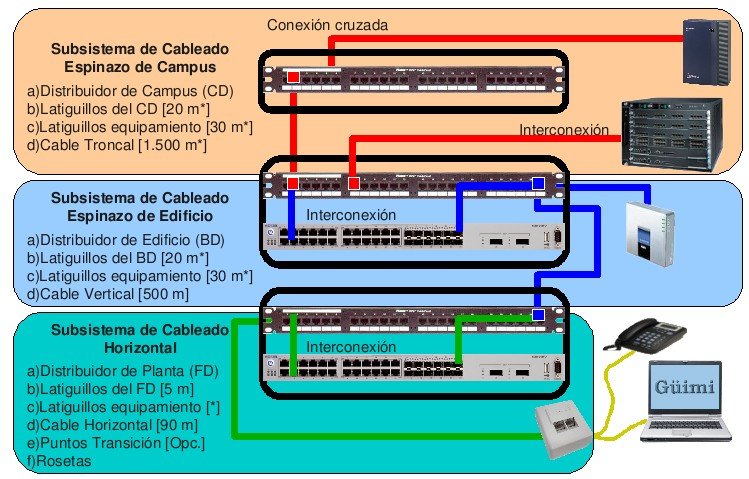 Conexión cruzada
Subsistema de Cableado
Espinazo de Campus
a)Distribuidor de Campus (CD)
b)Latiguillos del CD [20 m*]
c)Latiguillos equipamiento [30 m*]
d)Cable Troncal [1.500 m*]
Interconexión
Subsistema de Cableado
Espinazo de Edificio
a)Distribuidor de Edificio (BD)
b)Latiguillos del BD [20 m*]
c)Latiguillos equipamiento [30 m*]
d)Cable Vertical [500 m]
Interconexión
Subsistema de Cableado
Horizontal
a)Distribuidor de Planta (FD)
b)Latiguillos del FD [5 m]
c)Latiguillos equipamiento [*]
d)Cable Horizontal [90 m]
e)Puntos Transición [Opc.]
f)Rosetas
Interconexión
Güimi